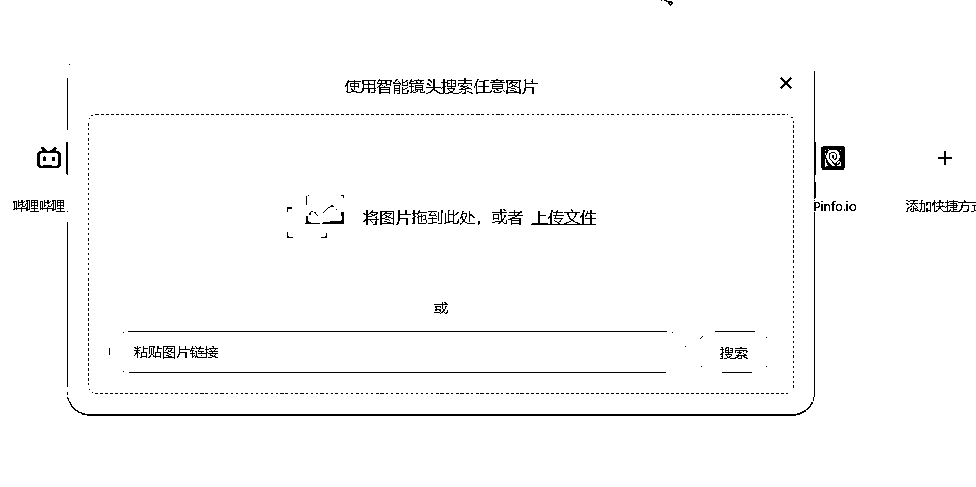 使用智能镜头搜索任意图片
哔哩哔哩
将图片拖到此处，或者 上传文件
Pinfo.io
添加快捷方式
或
粘贴图片链接
搜索